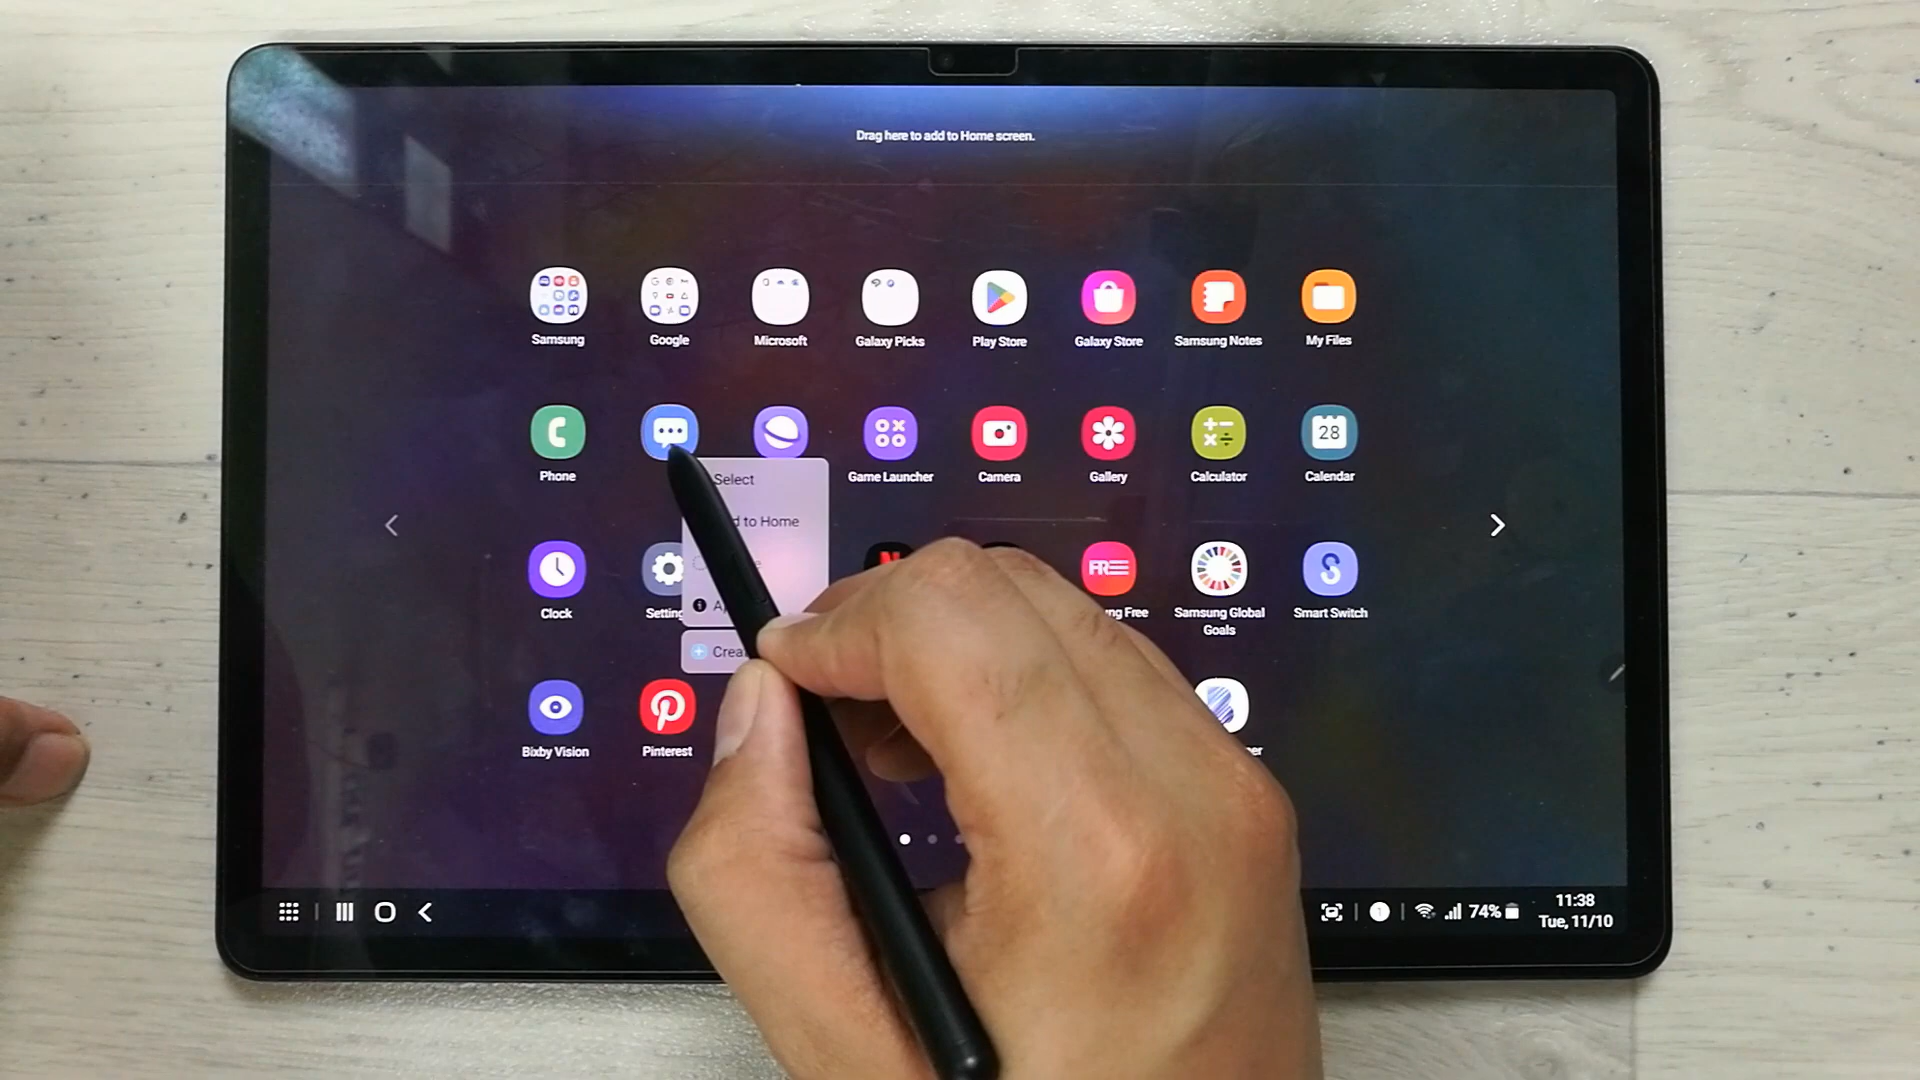 Drag here to add to Home screen.
Samsung
Google
Microsoft
Galaxy Picks
Play Store
Galaxy Store
Samsung Notes
My Files
28
Phone
Game Launcher
Camera
Gallery
Calculator
Calendar
Select
to Home
N
FREE
Clock
Samsung Global
Goals
Smart Switch
Bixby Vision
Pinterest
1
74%
11:38
Tue, 11/10